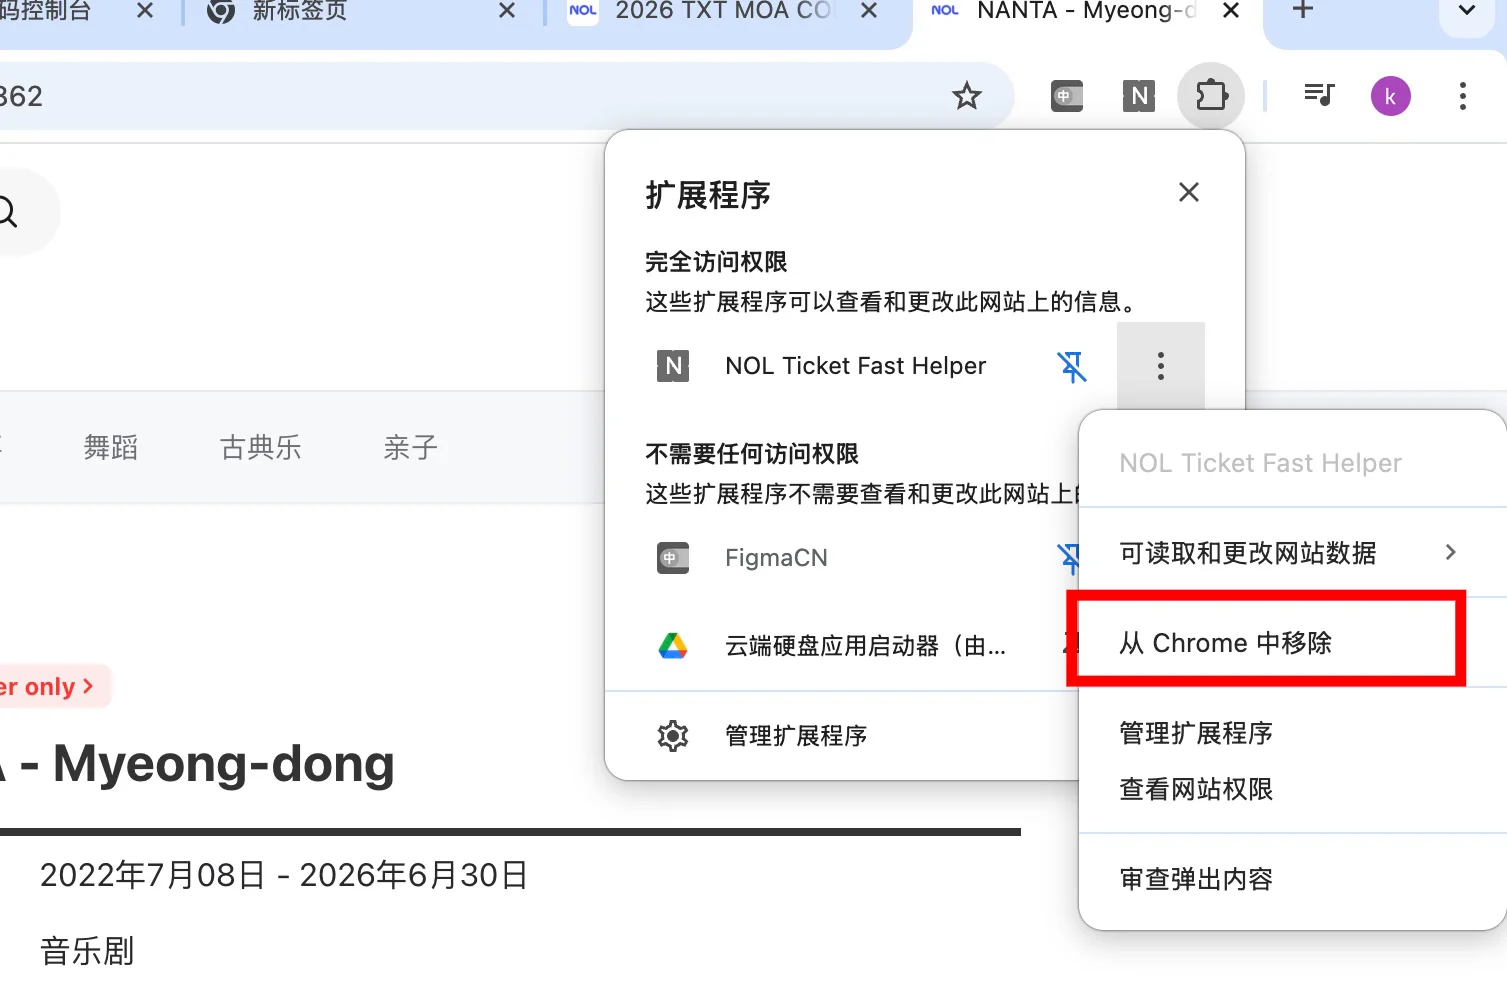 码控制台
新标签页
NOL 2026 TXT MOA CO
NOL NANTA - Myeong-d
362
中
N
k
扩展程序
完全访问权限
这些扩展程序可以查看和更改此网站上的信息。
N NOL Ticket Fast Helper
舞蹈
古典乐
亲子
不需要任何访问权限
这些扩展程序不需要查看和更改此网站上
NOL Ticket Fast Helper
可读取和更改网站数据
中 FigmaCN
从 Chrome 中移除
云端硬盘应用启动器（由...
er only
管理扩展程序
管理扩展程序
- Myeong-dong
查看网站权限
2022年7月08日 - 2026年6月30日
审查弹出内容
音乐剧